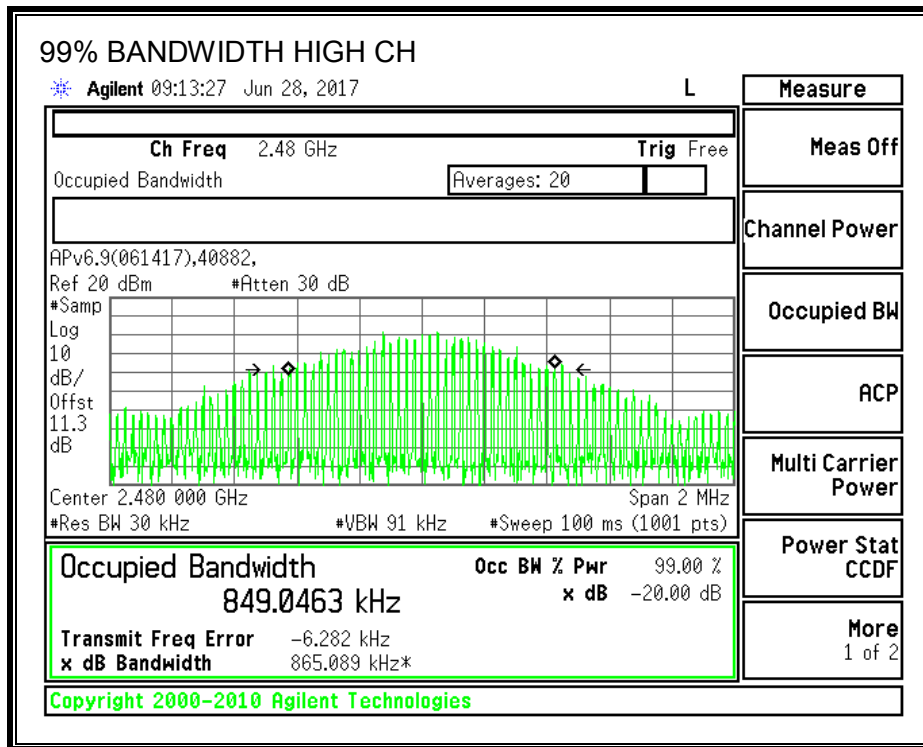 99% BANDWIDTH HIGH CH
Agilent 09:13:27 Jun 28, 2017 L
Measure
Ch Freq 2.48 GHz Trig Free
Meas Off
Occupied Bandwidth Averages: 20
Channel Power
APv6.9(061417),40882,
Ref 20 dBm #Atten 30 dB
#Samp
Log
10
dB/
Offst
11.3
dB
Occupied BW
ACP
Multi Carrier
Power
Center 2.480 000 GHz Span 2 MHz
#Res BW 30 kHz #VBW 91 kHz #Sweep 100 ms (1001 pts)
Power Stat
CCDF
Occupied Bandwidth Occ BW % Pwr 99.00 %
849.0463 kHz x dB -20.00 dB
Transmit Freq Error -6.282 kHz
x dB Bandwidth 865.089 kHz*
More
1 of 2
Copyright 2000-2010 Agilent Technologies